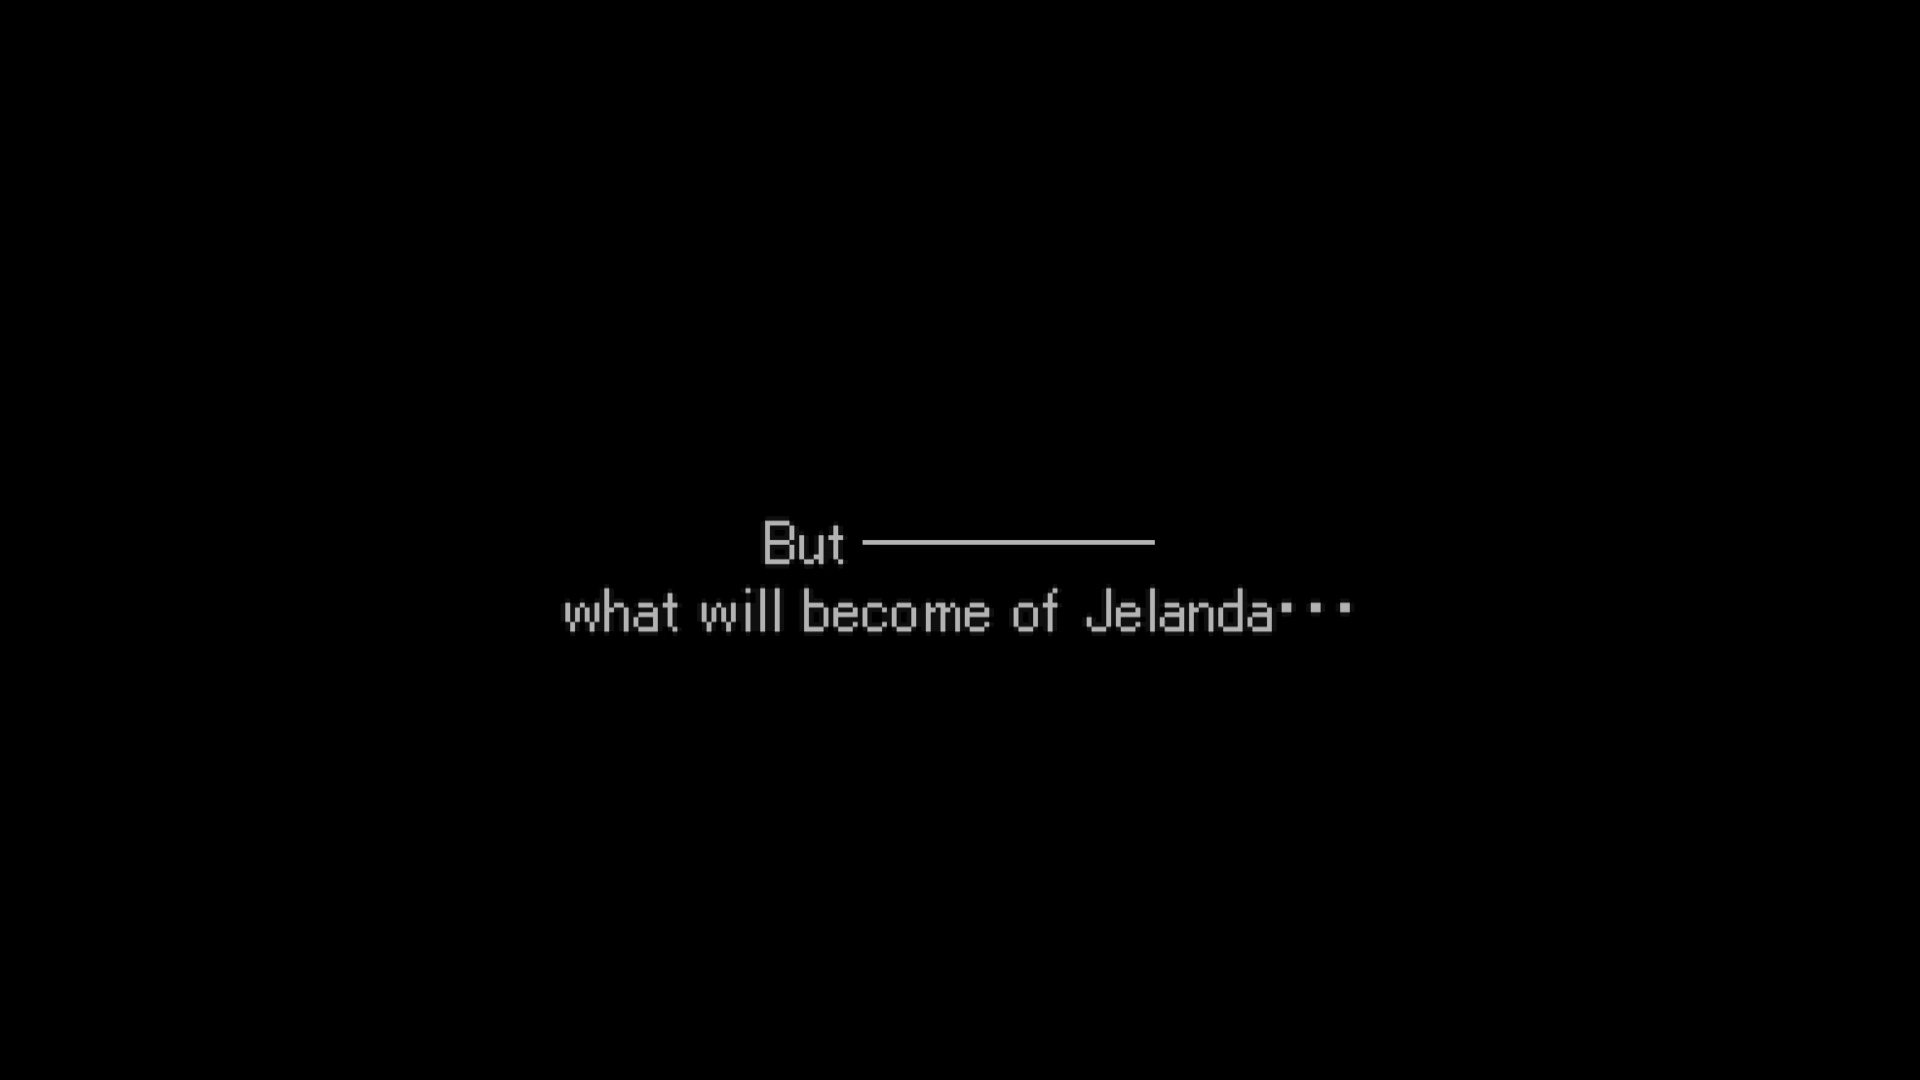 But ──────────
what will become of Jelanda･･･